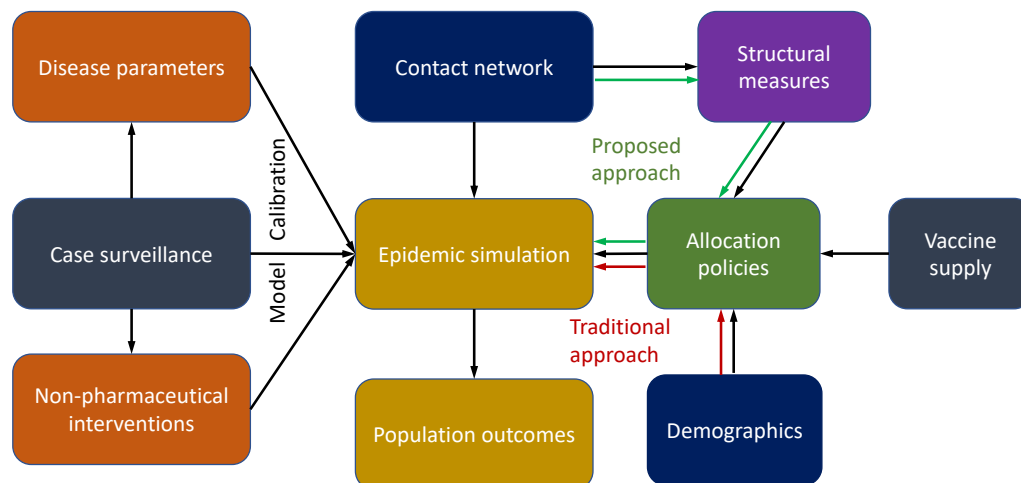 Disease parameters
Contact network
Structural
measures
Proposed
approach
Calibration
Model
Case surveillance
Epidemic simulation
Allocation
policies
Vaccine
supply
Traditional
approach
Non-pharmaceutical
interventions
Population outcomes
Demographics